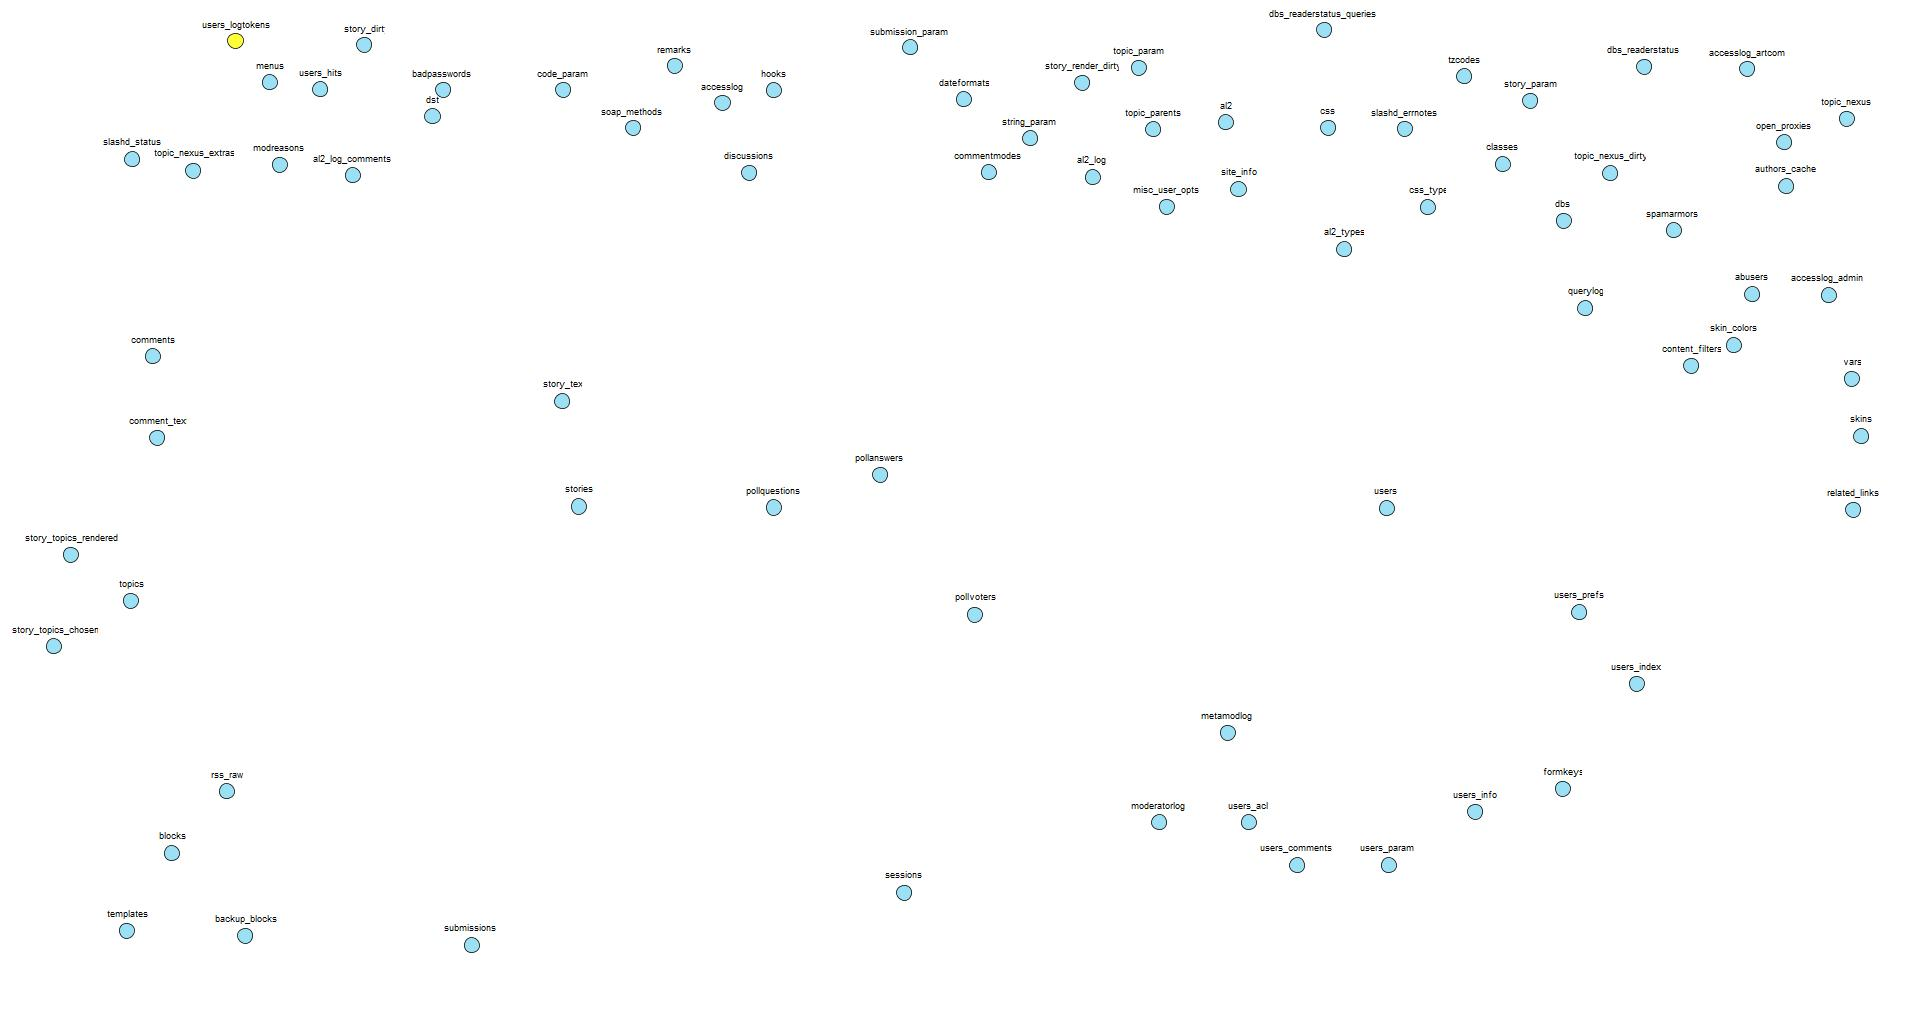 dbs_readerstatus_queries
users_logtokens
story_dirt
submission_param
remarks
topic_param
dbs_readerstatus
accesslog_artcom
menus
users_hits
badpasswords
code_param
accesslog
hooks
dateformats
story_render_dirty
tzcodes
story_param
topic_nexus
dst
soap_methods
string_param
topic_parents
al2
css
slashd_errnotes
open_proxies
slashd_status
topic_nexus_extras
modreasons
al2_log_comments
discussions
commentmodes
al2_log
classes
topic_nexus_dirty
authors_cache
misc_user_opts
site_info
css_type
dbs
spamarmors
al2_types
abusers
accesslog_admin
querylog
skin_colors
comments
content_filters
vars
story_tex
comment_tex
skins
pollanswers
stories
pollquestions
users
related_links
story_topics_rendered
topics
pollvoters
users_prefs
story_topics_chosen
users_index
metamodlog
rss_raw
formkeys
moderatorlog
users_acl
users_info
blocks
users_comments
users_param
sessions
templates
backup_blocks
submissions